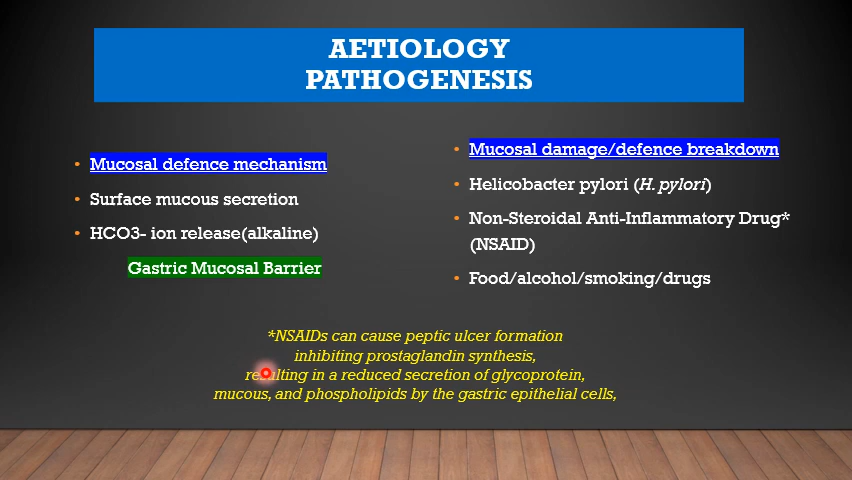 AETIOLOGY
PATHOGENESIS
Mucosal defence mechanism
Surface mucous secretion
HCO3- ion release(alkaline)
Gastric Mucosal Barrier
Mucosal damage/defence breakdown
Helicobacter pylori (H. pylori)
Non-Steroidal Anti-Inflammatory Drug*
(NSAID)
Food/alcohol/smoking/drugs
*NSAIDs can cause peptic ulcer formation
inhibiting prostaglandin synthesis,
resulting in a reduced secretion of glycoprotein,
mucous, and phospholipids by the gastric epithelial cells,